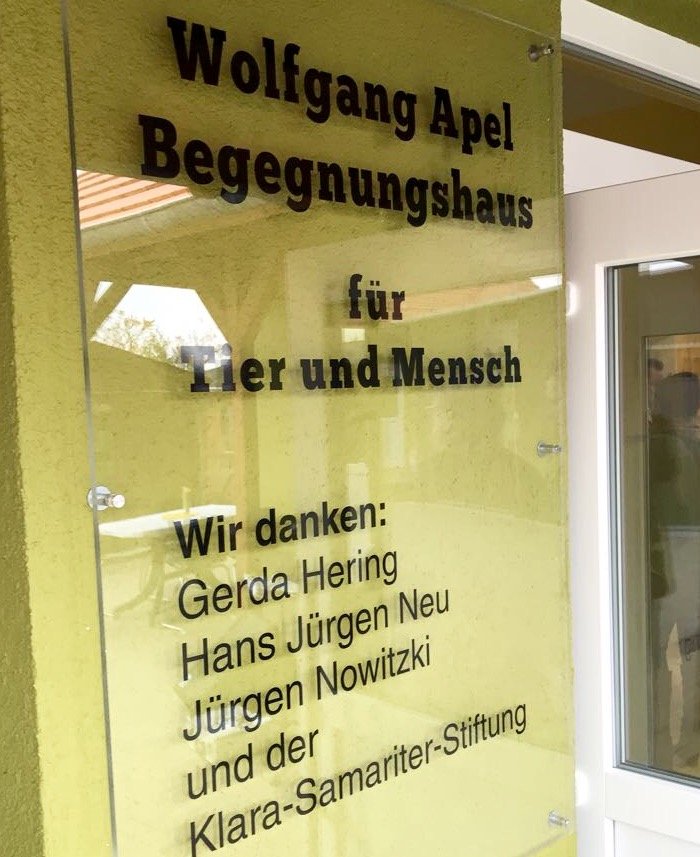 Wolfgang Apel
Begegnungshaus
für
Tier und Mensch
Wir danken:
Gerda Hering
Hans Jürgen Neu
Jürgen Nowitzki
und der
Klara-Samariter-Stiftung